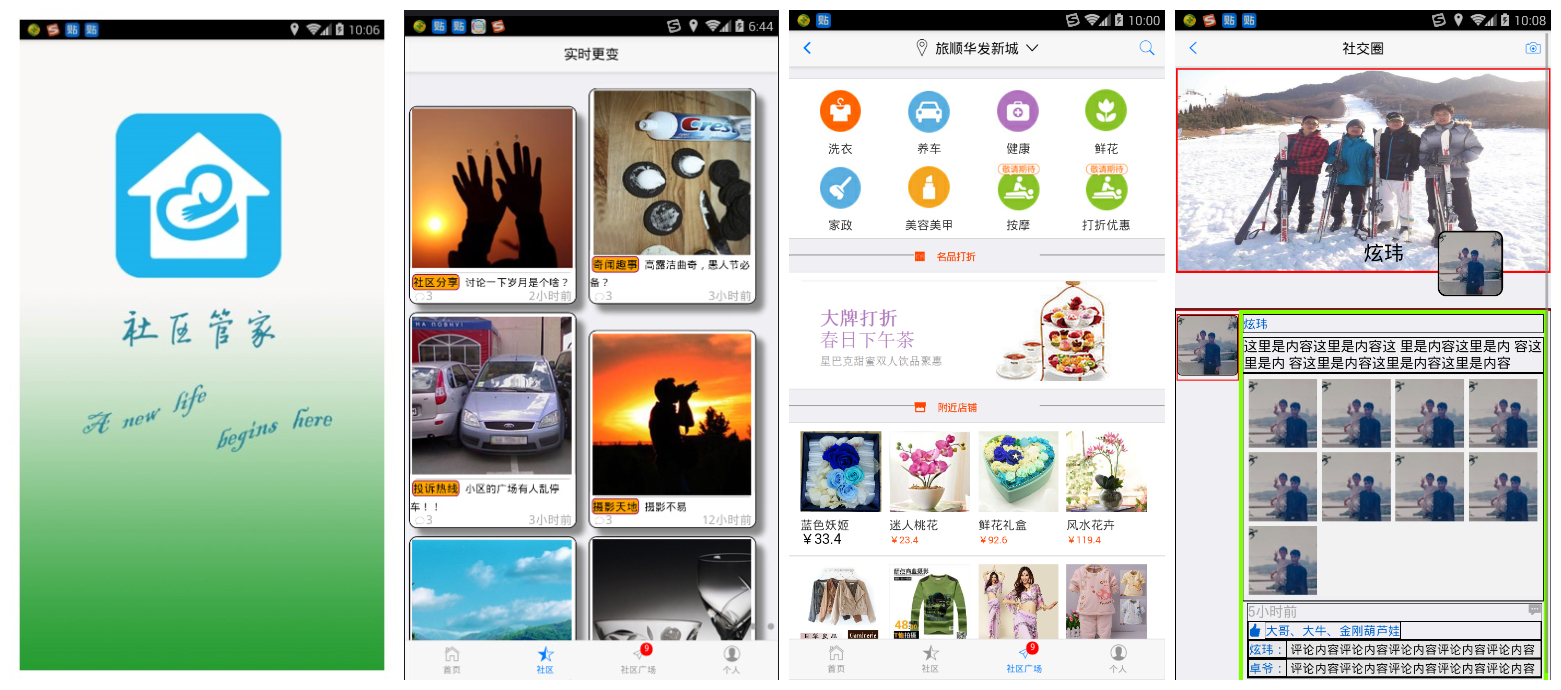 10:06
社区管家
A new life
begins here
6:44
实时更变
Crest
社区分享 讨论一下岁月是个啥？
3 2小时前
奇闻趣事 高露洁曲奇，愚人节必
备？
3 3小时前
投诉热线 小区的广场有人乱停
车！！
3 3小时前
摄影天地 摄影不易
3 12小时前
首页
社区
9
社区广场
个人
10:00
旅顺华发新城
洗衣
养车
健康
鲜花
敬请期待
敬请期待
家政
美容美甲
按摩
打折优惠
名品打折
大牌打折
春日下午茶
星巴克甜蜜双人饮品聚惠
附近店铺
蓝色妖姬
￥33.4
迷人桃花
￥23.4
鲜花礼盒
￥92.6
风水花卉
￥119.4
首页
社区
9
社区广场
个人
10:08
社交圈
炫玮
炫玮
这里是内容这里是内容这 里是内容这里是内 容这
里是内 容这里是内容这里是内容这里是内容
5小时前
大哥、大牛、金刚葫芦娃
炫玮： 评论内容评论内容评论内容评论内容评论内容
卓爷： 评论内容评论内容评论内容评论内容评论内容